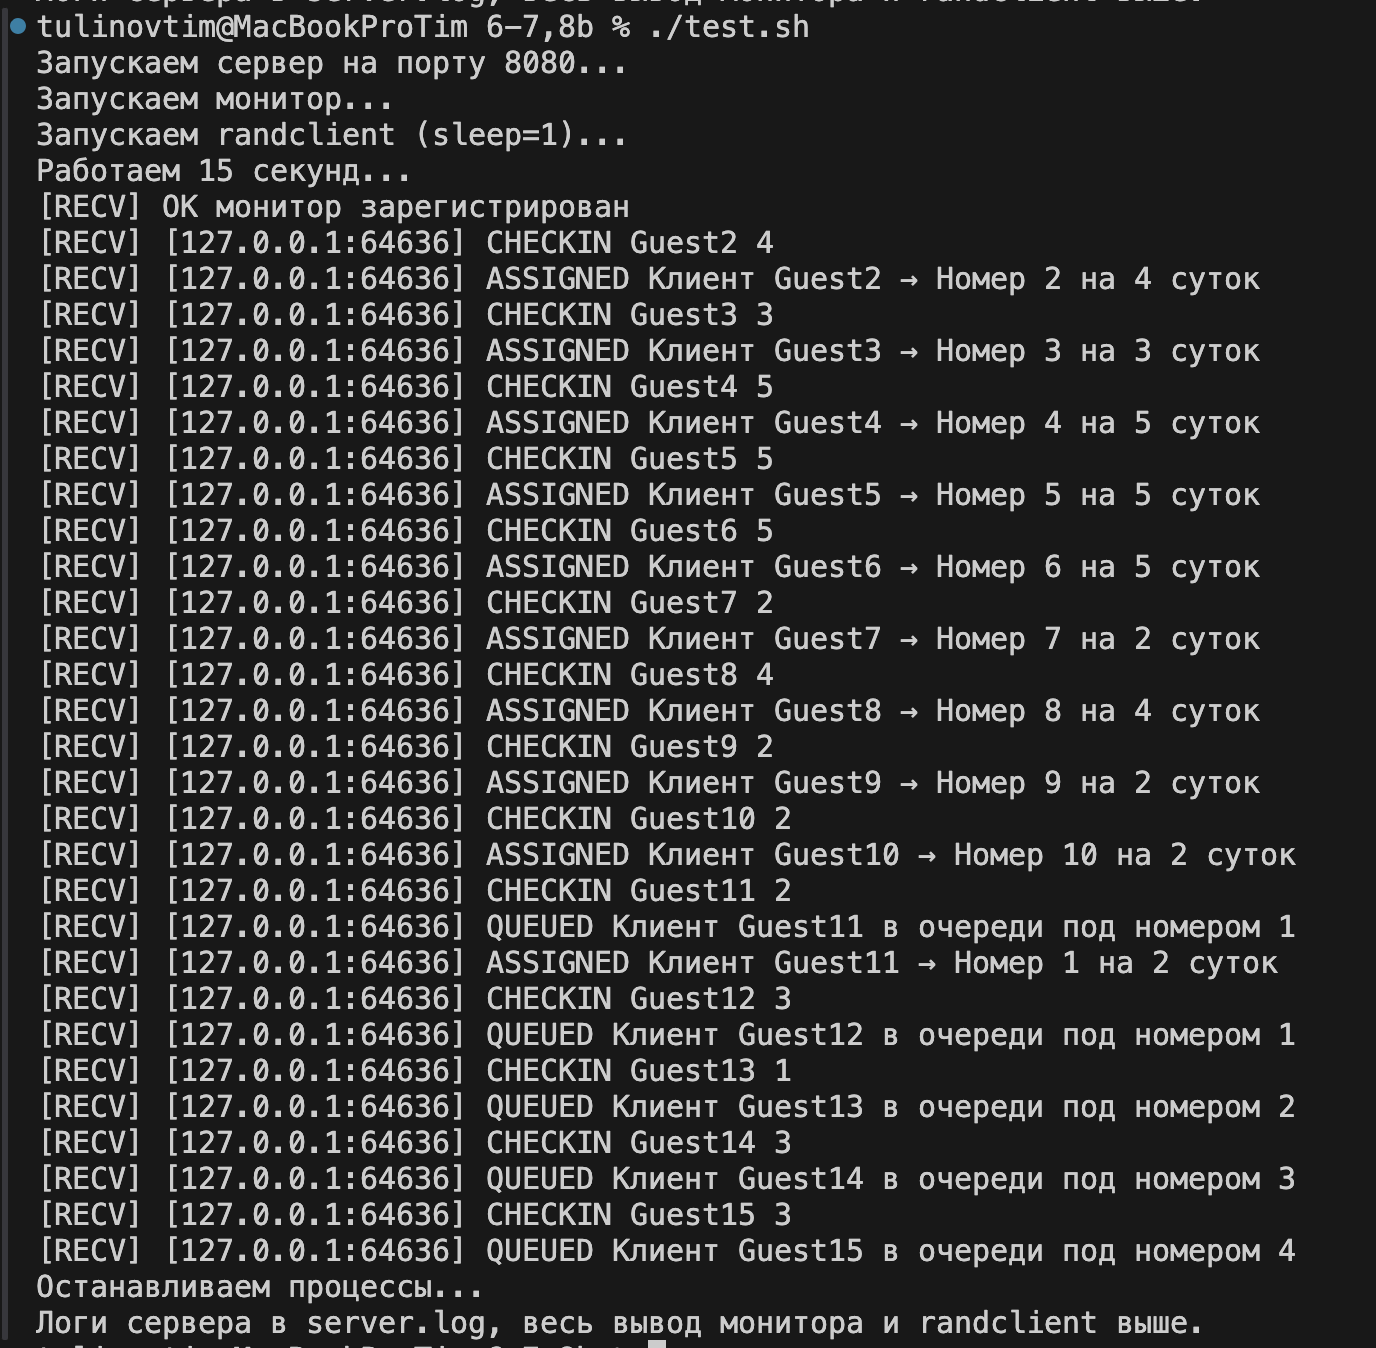 tulinovtim@MacBookProTim 6-7,8b % ./test.sh
Запускаем сервер на порту 8080...
Запускаем монитор...
Запускаем randclient (sleep=1)...
Работаем 15 секунд...
[RECV] OK монитор зарегистрирован
[RECV] [127.0.0.1:64636] CHECKIN Guest2 4
[RECV] [127.0.0.1:64636] ASSIGNED Клиент Guest2 → Номер 2 на 4 суток
[RECV] [127.0.0.1:64636] CHECKIN Guest3 3
[RECV] [127.0.0.1:64636] ASSIGNED Клиент Guest3 → Номер 3 на 3 суток
[RECV] [127.0.0.1:64636] CHECKIN Guest4 5
[RECV] [127.0.0.1:64636] ASSIGNED Клиент Guest4 → Номер 4 на 5 суток
[RECV] [127.0.0.1:64636] CHECKIN Guest5 5
[RECV] [127.0.0.1:64636] ASSIGNED Клиент Guest5 → Номер 5 на 5 суток
[RECV] [127.0.0.1:64636] CHECKIN Guest6 5
[RECV] [127.0.0.1:64636] ASSIGNED Клиент Guest6 → Номер 6 на 5 суток
[RECV] [127.0.0.1:64636] CHECKIN Guest7 2
[RECV] [127.0.0.1:64636] ASSIGNED Клиент Guest7 → Номер 7 на 2 суток
[RECV] [127.0.0.1:64636] CHECKIN Guest8 4
[RECV] [127.0.0.1:64636] ASSIGNED Клиент Guest8 → Номер 8 на 4 суток
[RECV] [127.0.0.1:64636] CHECKIN Guest9 2
[RECV] [127.0.0.1:64636] ASSIGNED Клиент Guest9 → Номер 9 на 2 суток
[RECV] [127.0.0.1:64636] CHECKIN Guest10 2
[RECV] [127.0.0.1:64636] ASSIGNED Клиент Guest10 → Номер 10 на 2 суток
[RECV] [127.0.0.1:64636] CHECKIN Guest11 2
[RECV] [127.0.0.1:64636] QUEUED Клиент Guest11 в очереди под номером 1
[RECV] [127.0.0.1:64636] ASSIGNED Клиент Guest11 → Номер 1 на 2 суток
[RECV] [127.0.0.1:64636] CHECKIN Guest12 3
[RECV] [127.0.0.1:64636] QUEUED Клиент Guest12 в очереди под номером 1
[RECV] [127.0.0.1:64636] CHECKIN Guest13 1
[RECV] [127.0.0.1:64636] QUEUED Клиент Guest13 в очереди под номером 2
[RECV] [127.0.0.1:64636] CHECKIN Guest14 3
[RECV] [127.0.0.1:64636] QUEUED Клиент Guest14 в очереди под номером 3
[RECV] [127.0.0.1:64636] CHECKIN Guest15 3
[RECV] [127.0.0.1:64636] QUEUED Клиент Guest15 в очереди под номером 4
Останавливаем процессы...
Логи сервера в server.log, весь вывод монитора и randclient выше.